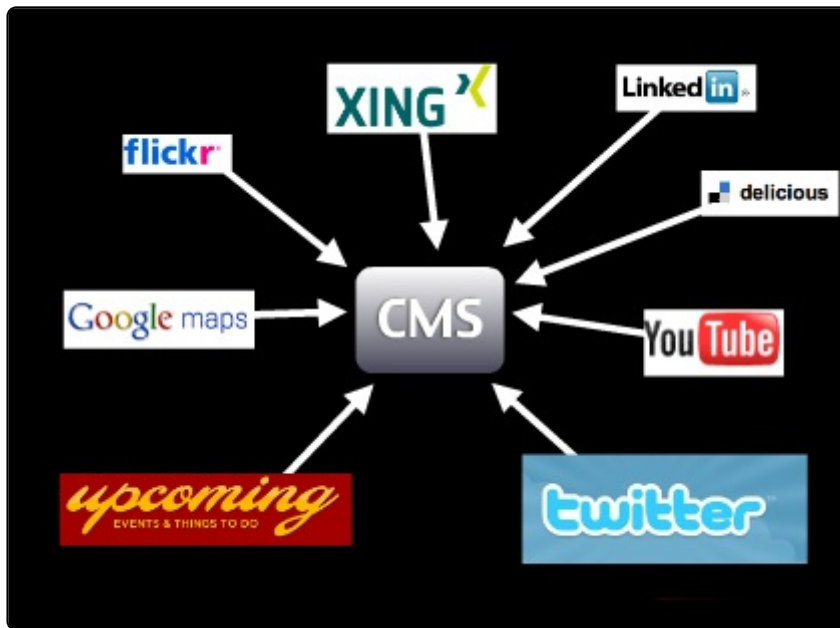 XING
LinkedIn
flickr
delicious
CMS
Google maps
YouTube
upcoming
EVENTS & THINGS TO DO
twitter